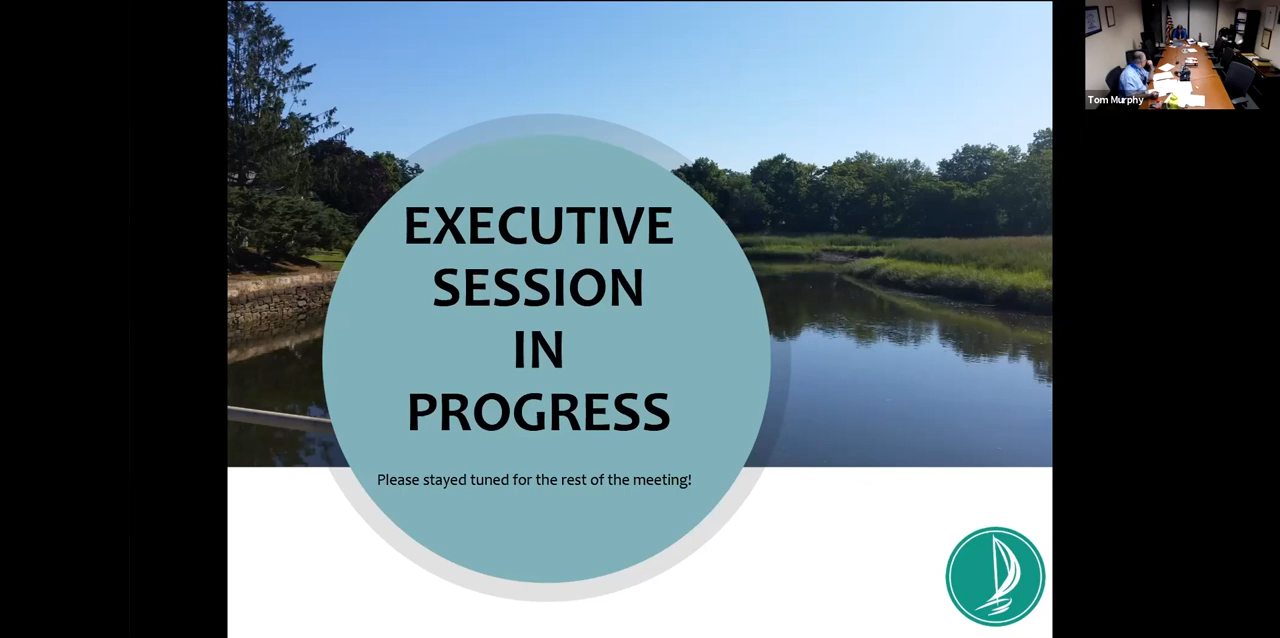 EXECUTIVE
SESSION
IN
PROGRESS
Please stayed tuned for the rest of the meeting!
Tom Murphy